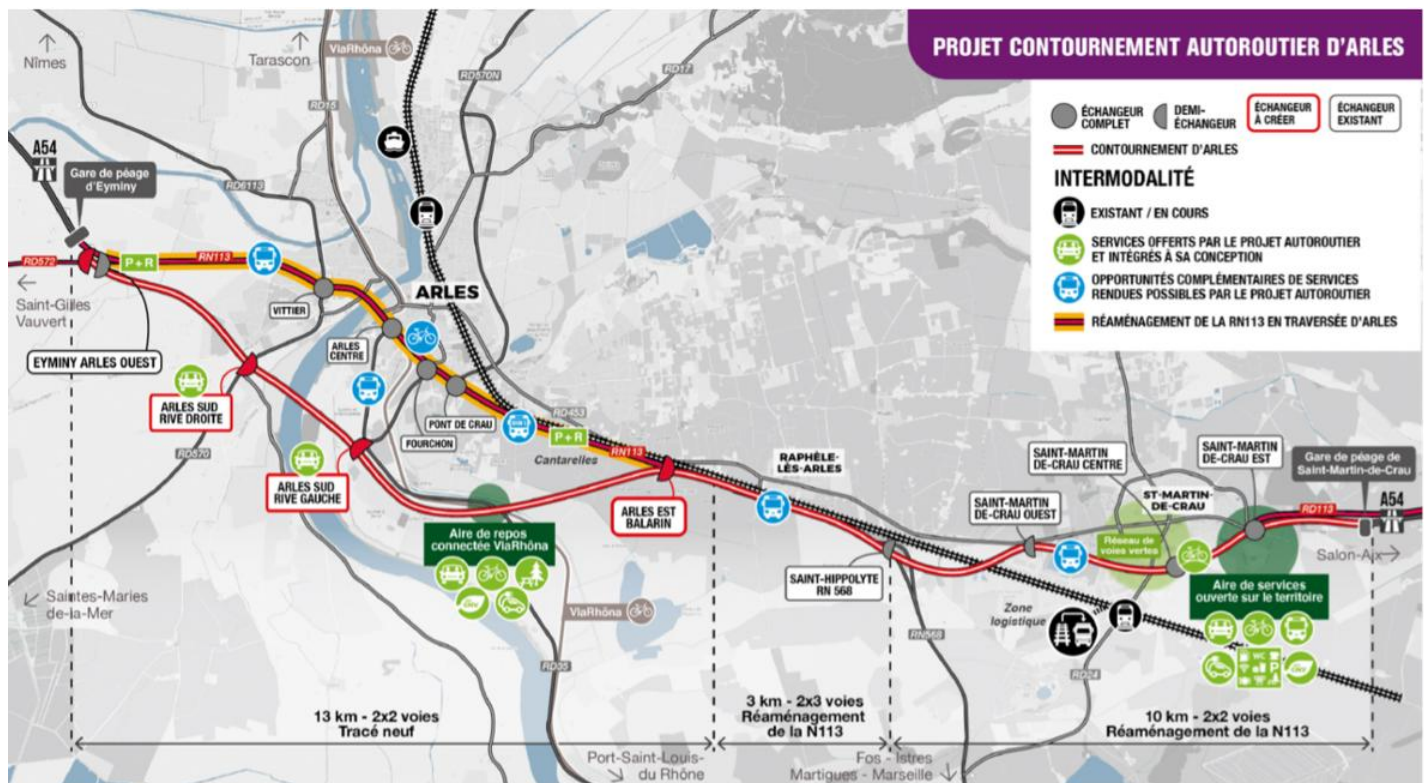 PROJET CONTOURNEMENT AUTOROUTIER D'ARLES
ÉCHANGEUR
COMPLET
DEMI-
ÉCHANGEUR
ÉCHANGEUR
À CRÉER
ÉCHANGEUR
EXISTANT
CONTOURNEMENT D'ARLES
INTERMODALITÉ
EXISTANT / EN COURS
SERVICES OFFERTS PAR LE PROJET AUTOROUTIER
ET INTÉGRÉS À SA CONCEPTION
OPPORTUNITÉS COMPLÉMENTAIRES DE SERVICES
RENDUES POSSIBLES PAR LE PROJET AUTOROUTIER
RÉAMÉNAGEMENT DE LA RN113 EN TRAVERSÉE D'ARLES
Nîmes
Tarascon
ViaRhôna
RD570N
RD17
RD15
A54
Gare de péage
d'Eyminy
RD6113
RD572
P+R
RN113
Saint-Gilles
Vauvert
ARLES
VITTIER
ARLES
CENTRE
EYMINY ARLES OUEST
ARLES SUD
RIVE DROITE
PONT DE CRAU
FOURCHON
RD453
P+R
Cantarelles
RN113
RD570
ARLES SUD
RIVE GAUCHE
ARLES EST
BALARIN
RAPHÈLE-
LÈS-ARLES
SAINT-MARTIN
DE-CRAU CENTRE
SAINT-MARTIN
DE-CRAU EST
Gare de péage de
Saint-Martin-de-Crau
SAINT-MARTIN
DE-CRAU OUEST
ST-MARTIN-
DE-CRAU
A54
RD113
Salon-Aix
Réseau de
voies vertes
Aire de repos
connectée ViaRhôna
GNV
SAINT-HIPPOLYTE
RN 568
Aire de services
ouverte sur le territoire
WC
P
GNV
Saintes-Maries
de-la-Mer
ViaRhôna
Zone
logistique
RN568
RD35
RD24
13 km - 2x2 voies
Tracé neuf
3 km - 2x3 voies
Réaménagement
de la N113
10 km - 2x2 voies
Réaménagement de la N113
Port-Saint-Louis-
du Rhône
Fos - Istres
Martigues - Marseille